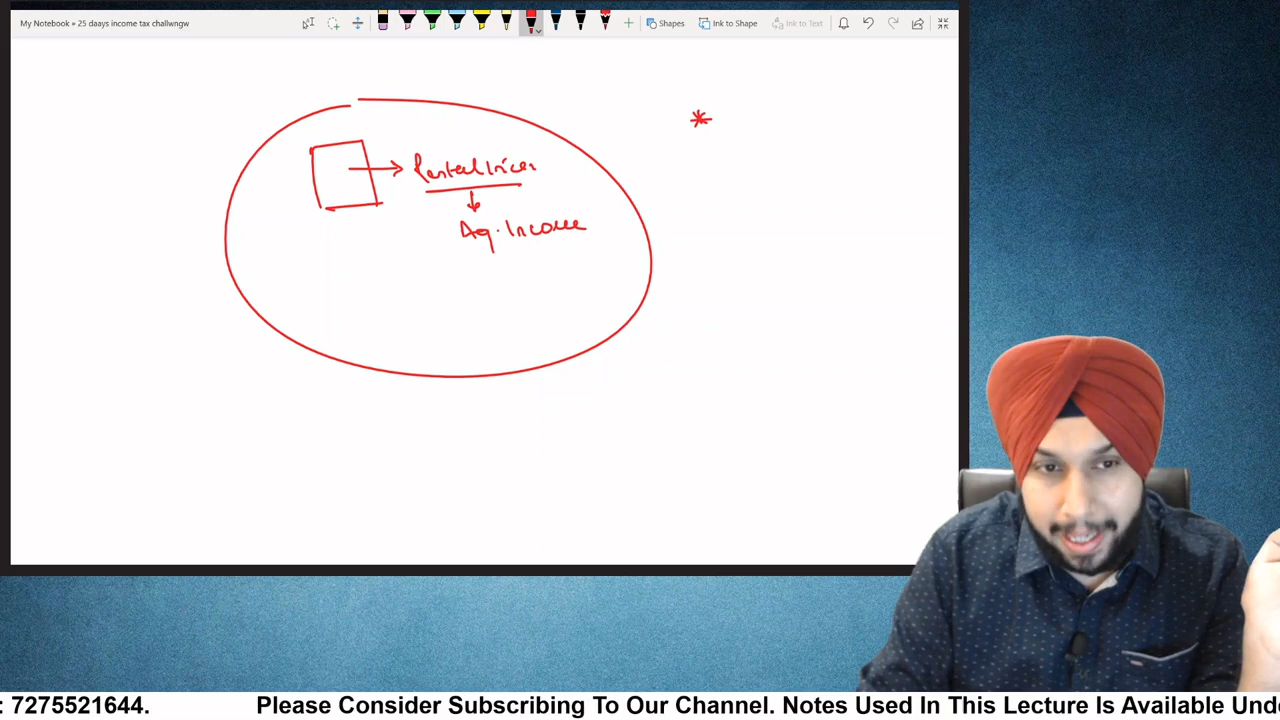 My Notebook » 25 daays income tax challwngw
Shapes
Ink to Shape
Ink to Text
*
Rental Incom
Ag. Income
: 7275521644. Please Consider Subscribing To Our Channel. Notes Used In This Lecture Is Available Unde